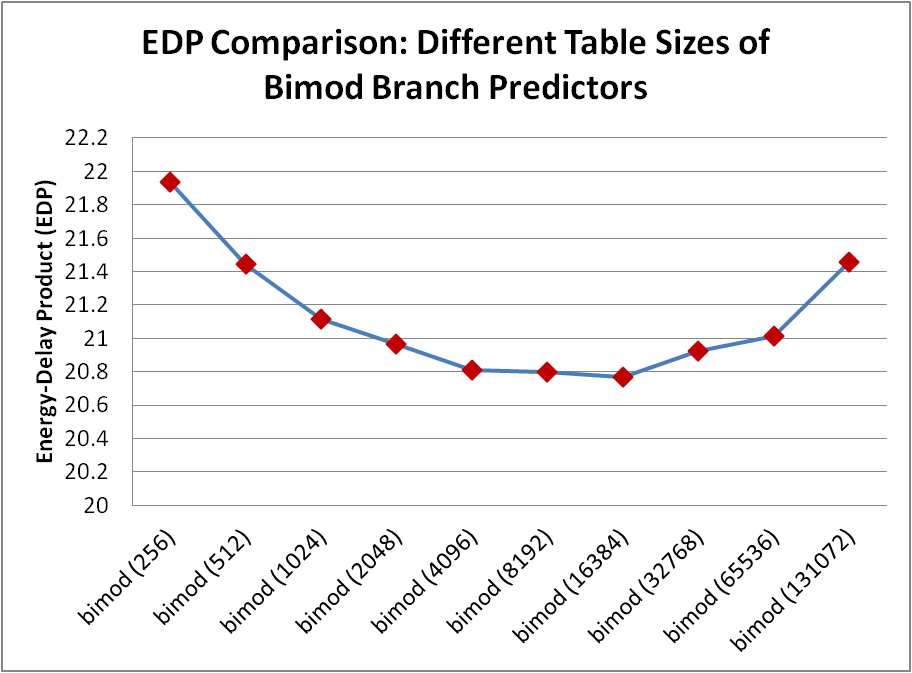 EDP Comparison: Different Table Sizes of
Bimod Branch Predictors
Energy-Delay Product (EDP)
22.2
22
21.8
21.6
21.4
21.2
21
20.8
20.6
20.4
20.2
20
bimod (256)
bimod (512)
bimod (1024)
bimod (2048)
bimod (4096)
bimod (8192)
bimod (16384)
bimod (32768)
bimod (65536)
bimod (131072)